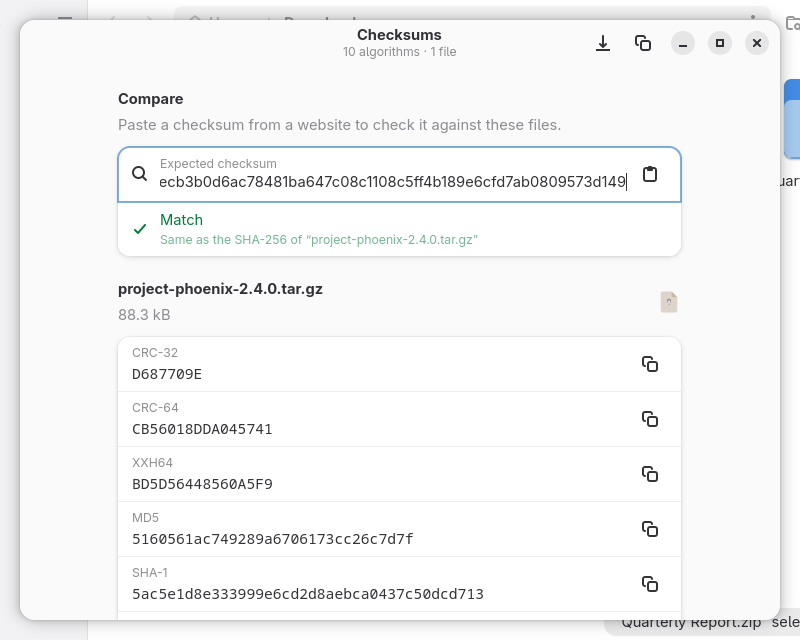 Checksums
10 algorithms · 1 file
Compare
Paste a checksum from a website to check it against these files.
Expected checksum
ecb3b0d6ac78481ba647c08c1108c5ff4b189e6cfd7ab0809573d149
Match
Same as the SHA-256 of “project-phoenix-2.4.0.tar.gz”
project-phoenix-2.4.0.tar.gz
88.3 kB
CRC-32
D687709E
CRC-64
CB56018DDA045741
XXH64
BD5D56448560A5F9
MD5
5160561ac749289a6706173cc26c7d7f
SHA-1
5ac5e1d8e333999e6cd2d8aebca0437c50dcd713
Quarterly Report.zip" sele